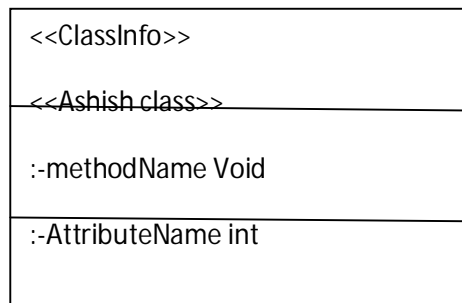 <<ClassInfo>>
<<Ashish class>>
:-methodName Void
:-AttributeName int